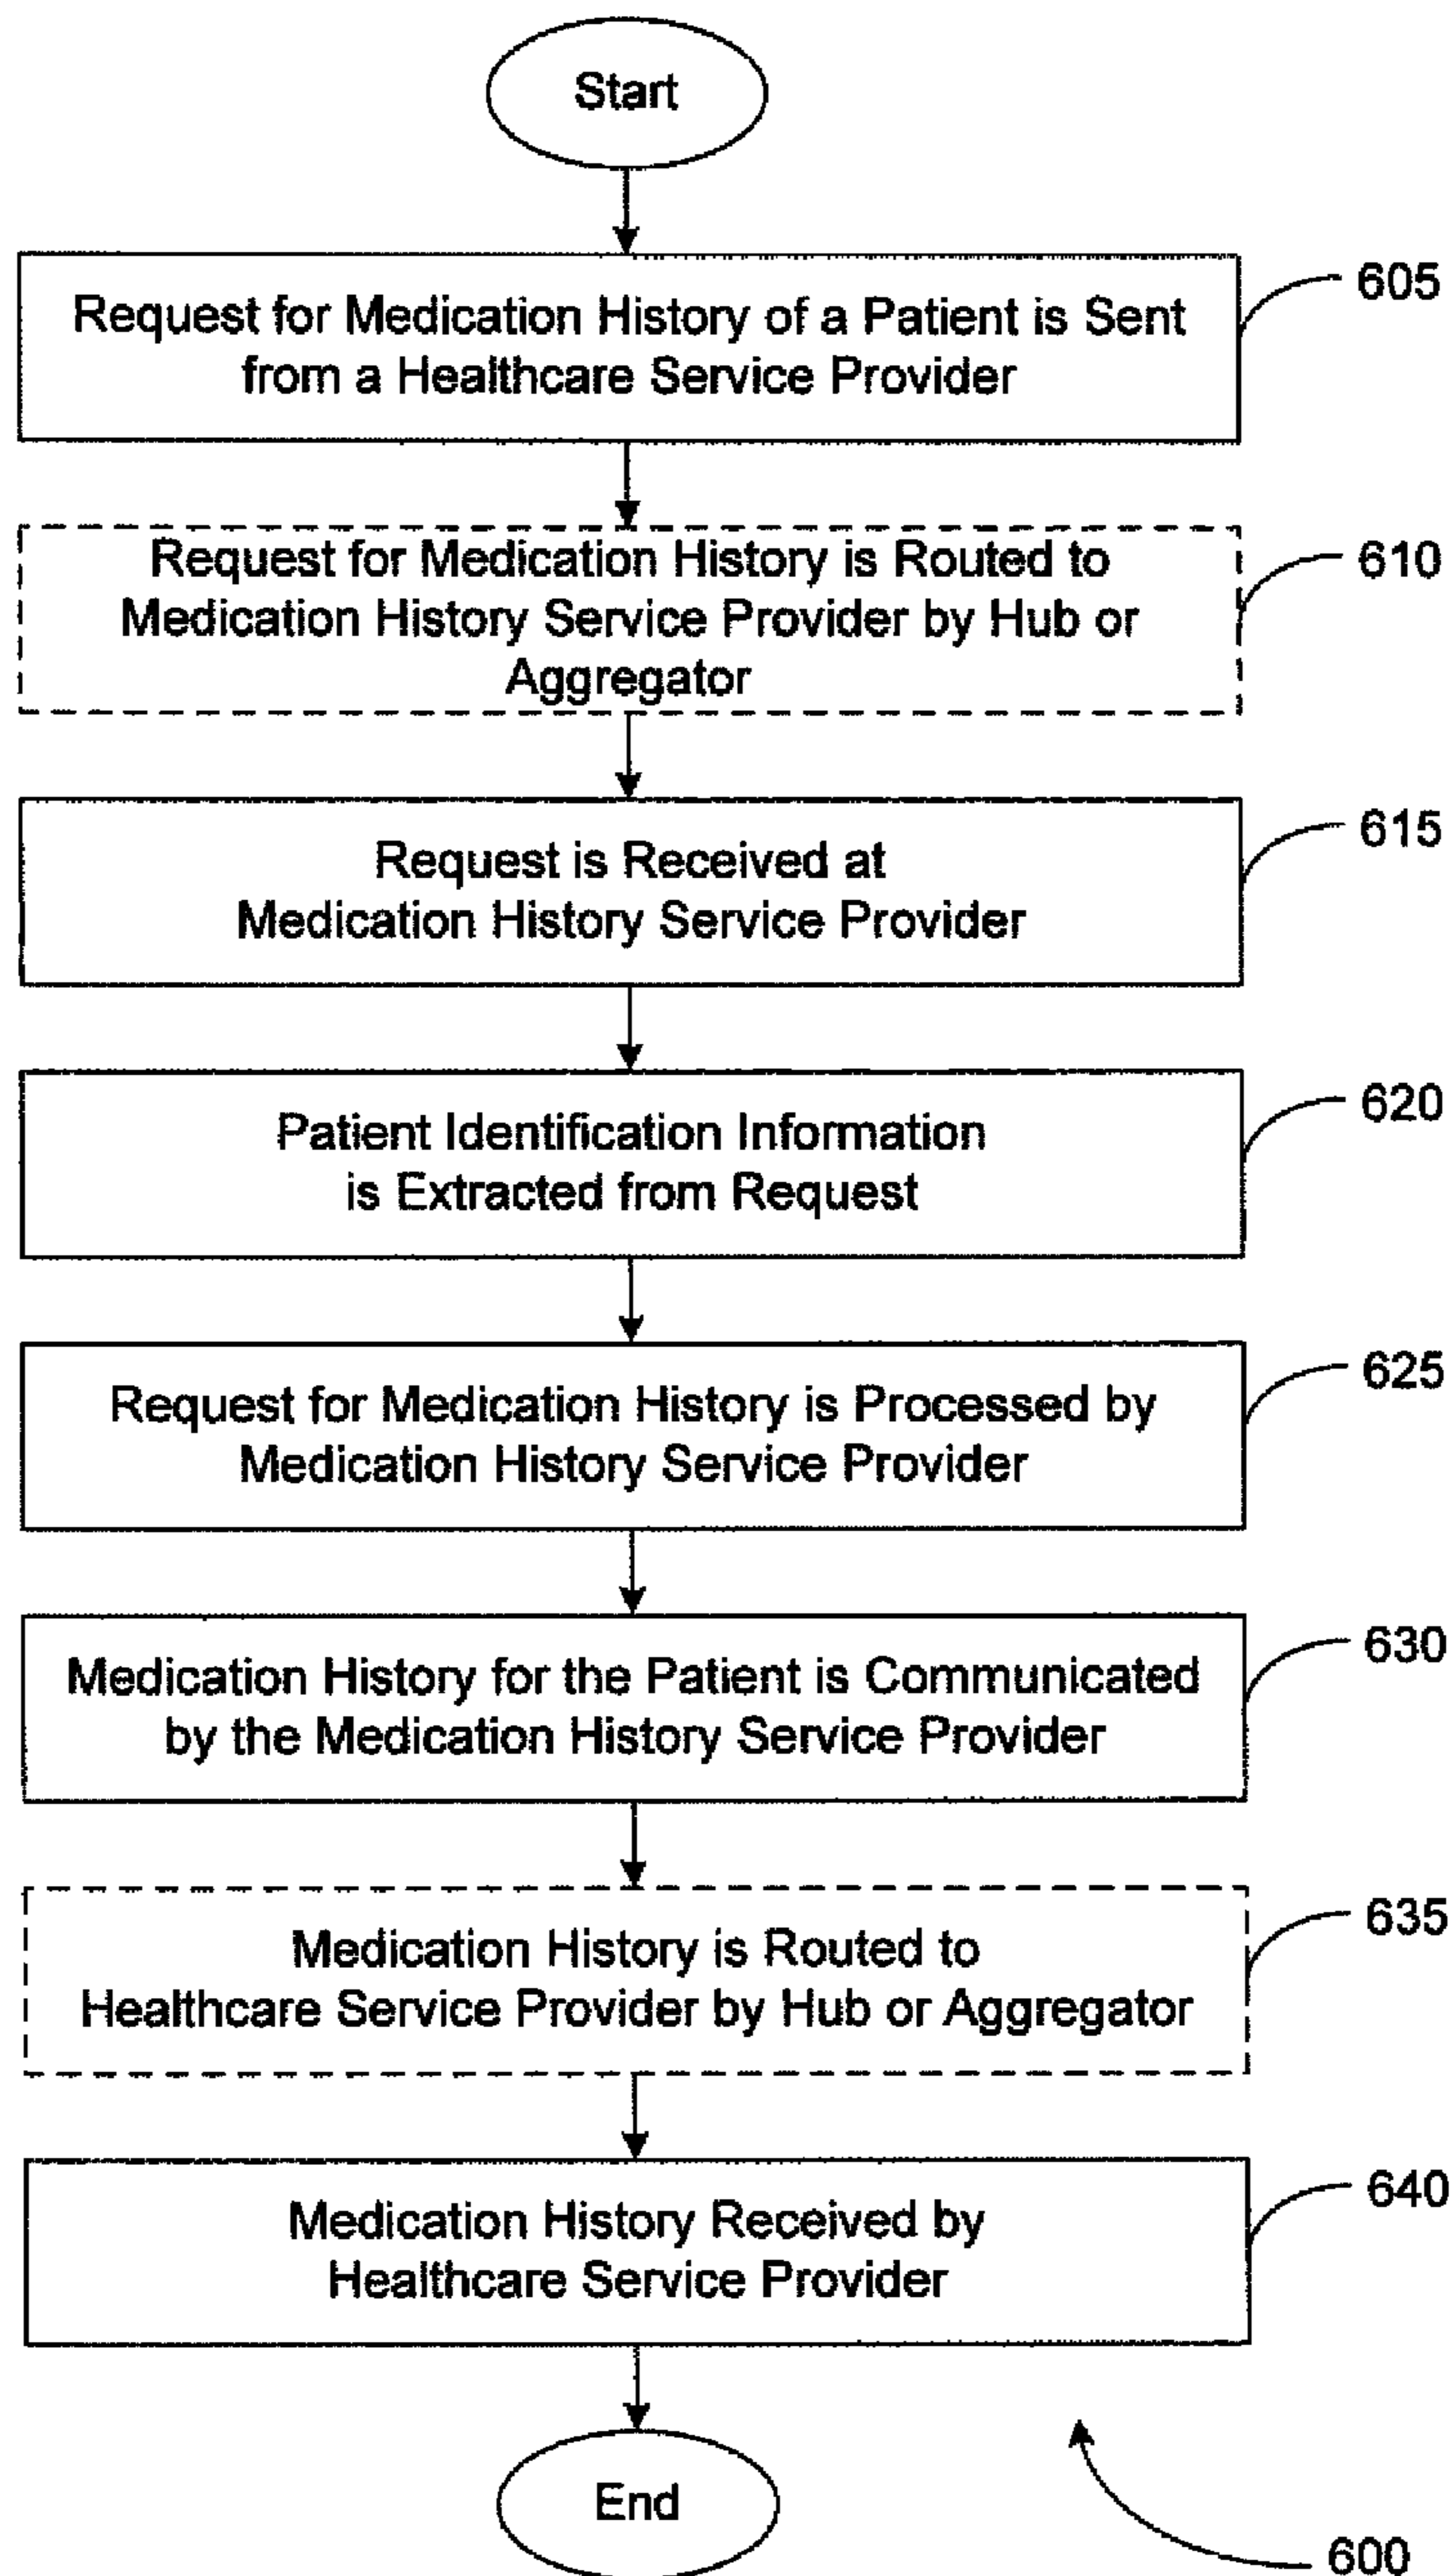 Start
Request for Medication History of a Patient is Sent
from a Healthcare Service Provider
605
Request for Medication History is Routed to
Medication History Service Provider by Hub or
Aggregator
610
Request is Received at
Medication History Service Provider
615
Patient Identification Information
is Extracted from Request
620
Request for Medication History is Processed by
Medication History Service Provider
625
Medication History for the Patient is Communicated
by the Medication History Service Provider
630
Medication History is Routed to
Healthcare Service Provider by Hub or Aggregator
635
Medication History Received by
Healthcare Service Provider
640
End
600